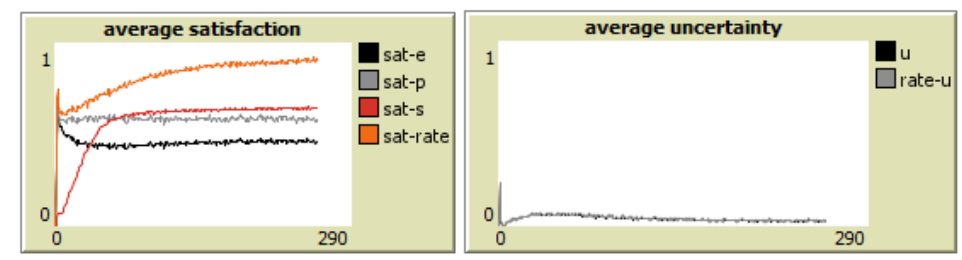 average satisfaction
1
0
0
290
sat-e
sat-p
sat-s
sat-rate
average uncertainty
1
0
0
290
u
rate-u